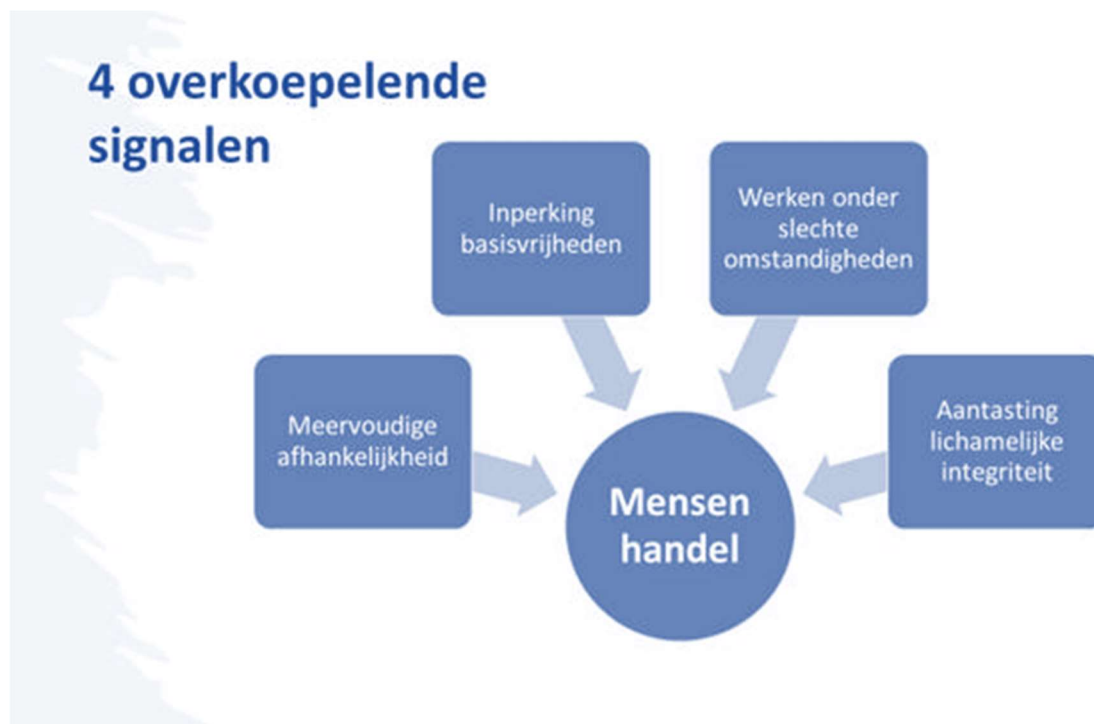 4 overkoepelende
signalen
Inperking
basisvrijheden
Werken onder
slechte
omstandigheden
Meervoudige
afhankelijkheid
Aantasting
lichamelijke
integriteit
Mensen
handel